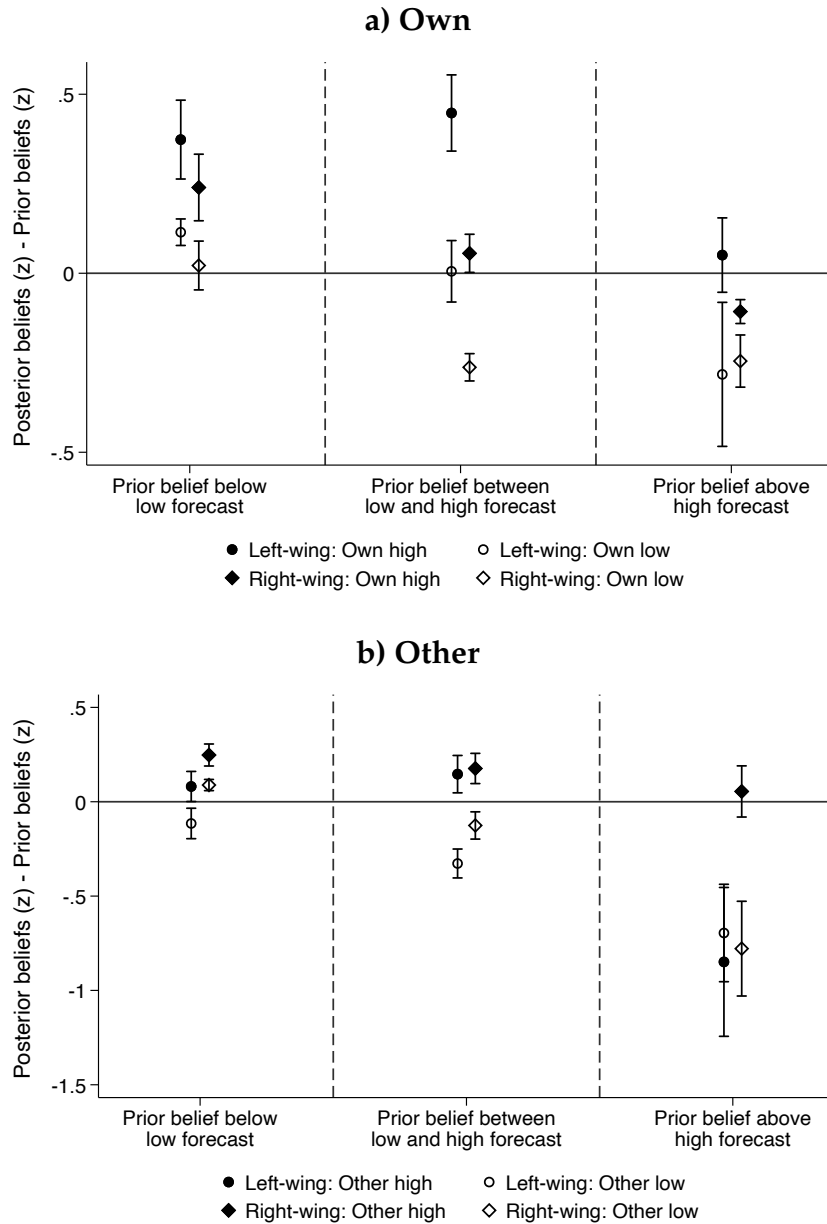 a) Own
Posterior beliefs (z) - Prior beliefs (z)
.5
0
-.5
Prior belief below
low forecast
Prior belief between
low and high forecast
Prior belief above
high forecast
Left-wing: Own high
Left-wing: Own low
Right-wing: Own high
Right-wing: Own low
b) Other
Posterior beliefs (z) - Prior beliefs (z)
.5
0
-.5
-1
-1.5
Prior belief below
low forecast
Prior belief between
low and high forecast
Prior belief above
high forecast
Left-wing: Other high
Left-wing: Other low
Right-wing: Other high
Right-wing: Other low